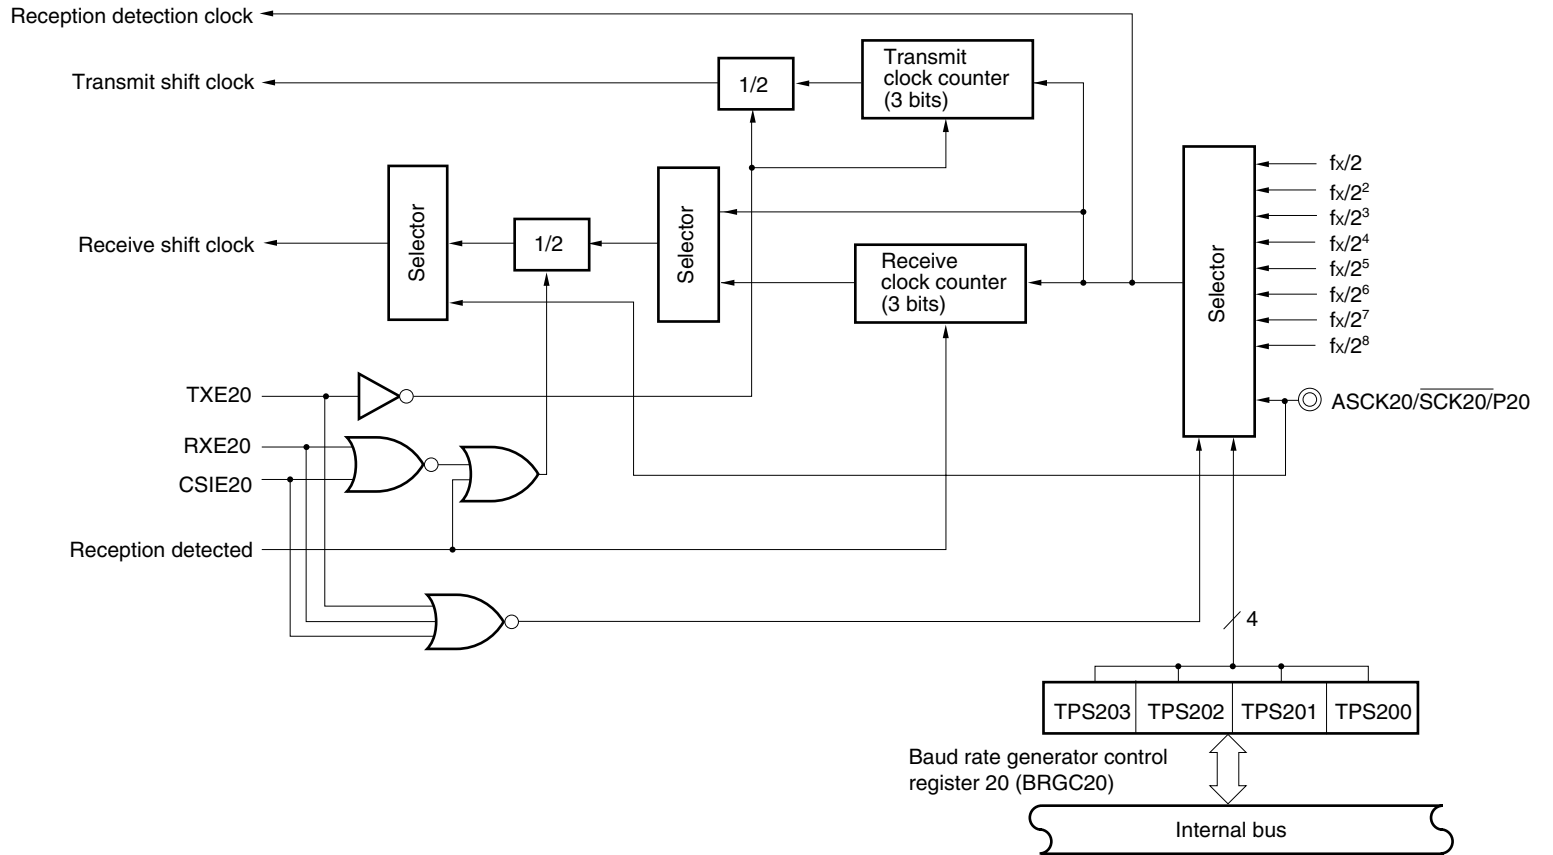 Reception detection clock
Transmit shift clock
1/2
Transmit
clock counter
(3 bits)
Receive shift clock
Selector
1/2
Selector
Receive
clock counter
(3 bits)
Selector
fx/2
fx/2²
fx/2³
fx/2⁴
fx/2⁵
fx/2⁶
fx/2⁷
fx/2⁸
ASCK20/S̅C̅K̅2̅0̅/P20
TXE20
RXE20
CSIE20
Reception detected
4
TPS203 TPS202 TPS201 TPS200
Baud rate generator control
register 20 (BRGC20)
Internal bus